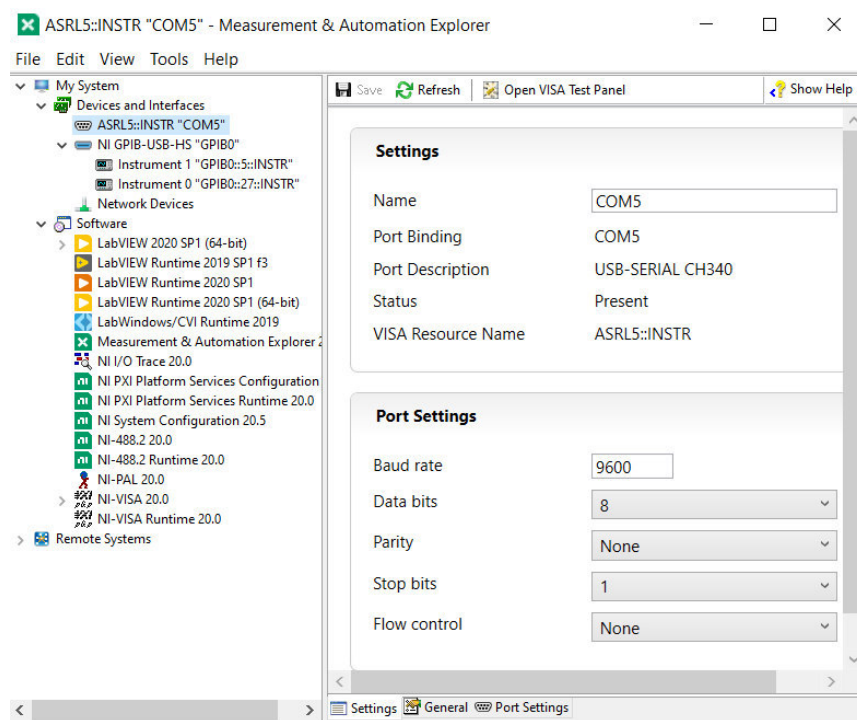 ASRL5::INSTR "COM5" - Measurement & Automation Explorer
File Edit View Tools Help
My System
Devices and Interfaces
ASRL5::INSTR "COM5"
NI GPIB-USB-HS "GPIB0"
Instrument 1 "GPIB0::5::INSTR"
Instrument 0 "GPIB0::27::INSTR"
Network Devices
Software
LabVIEW 2020 SP1 (64-bit)
LabVIEW Runtime 2019 SP1 f3
LabVIEW Runtime 2020 SP1
LabVIEW Runtime 2020 SP1 (64-bit)
LabWindows/CVI Runtime 2019
Measurement & Automation Explorer
NI I/O Trace 20.0
NI PXI Platform Services Configuration
NI PXI Platform Services Runtime 20.0
NI System Configuration 20.5
NI-488.2 20.0
NI-488.2 Runtime 20.0
NI-PAL 20.0
NI-VISA 20.0
NI-VISA Runtime 20.0
Remote Systems
Save Refresh Open VISA Test Panel Show Help
Settings
Name COM5
Port Binding COM5
Port Description USB-SERIAL CH340
Status Present
VISA Resource Name ASRL5::INSTR
Port Settings
Baud rate 9600
Data bits 8
Parity None
Stop bits 1
Flow control None
Settings General Port Settings